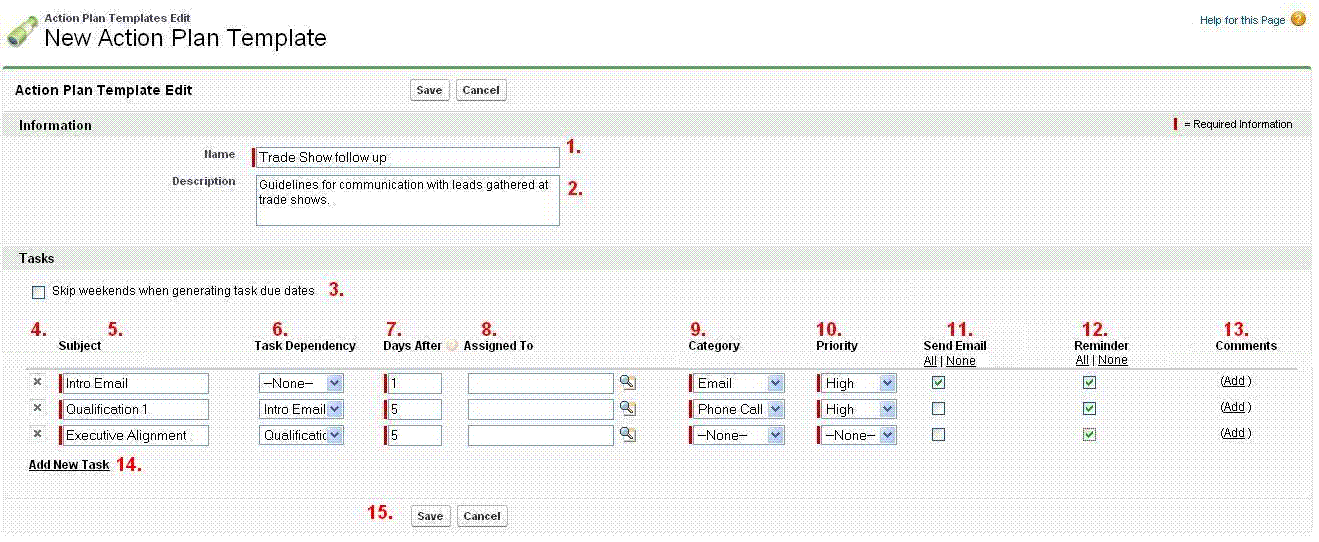 Action Plan Templates Edit
New Action Plan Template
Help for this Page ?
Action Plan Template Edit Save Cancel
Information = Required Information
Name Trade Show follow up 1.
Description Guidelines for communication with leads gathered at
trade shows. 2.
Tasks
Skip weekends when generating task due dates 3.
4. 5. 6. 7. 8. 9. 10. 11. 12. 13.
Subject Task Dependency Days After Assigned To Category Priority Send Email Reminder Comments
All | None All | None
Intro Email --None-- 1 Email High (Add )
Qualification 1 Intro Email 5 Phone Call High (Add )
Executive Alignment Qualificatic 5 --None-- --None-- (Add )
Add New Task 14.
15. Save Cancel